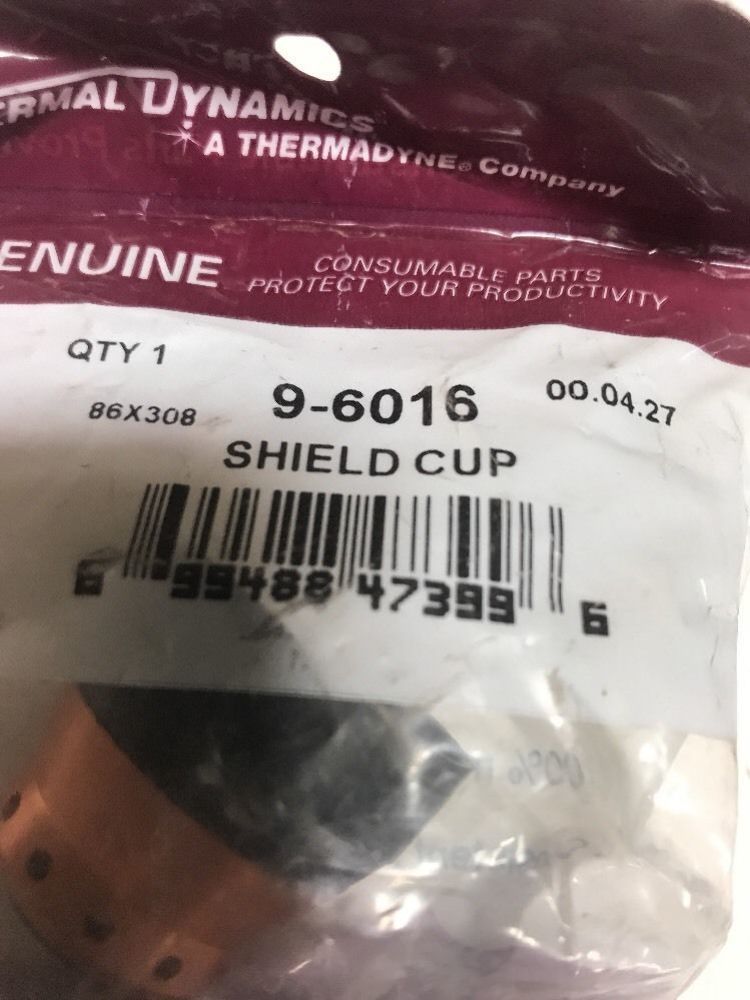 ERMAL DYNAMICS
A THERMADYNE® Company
ENUINE
CONSUMABLE PARTS
PROTECT YOUR PRODUCTIVITY
QTY 1
86X308
9-6016
00.04.27
SHIELD CUP
6 99488 47399 6